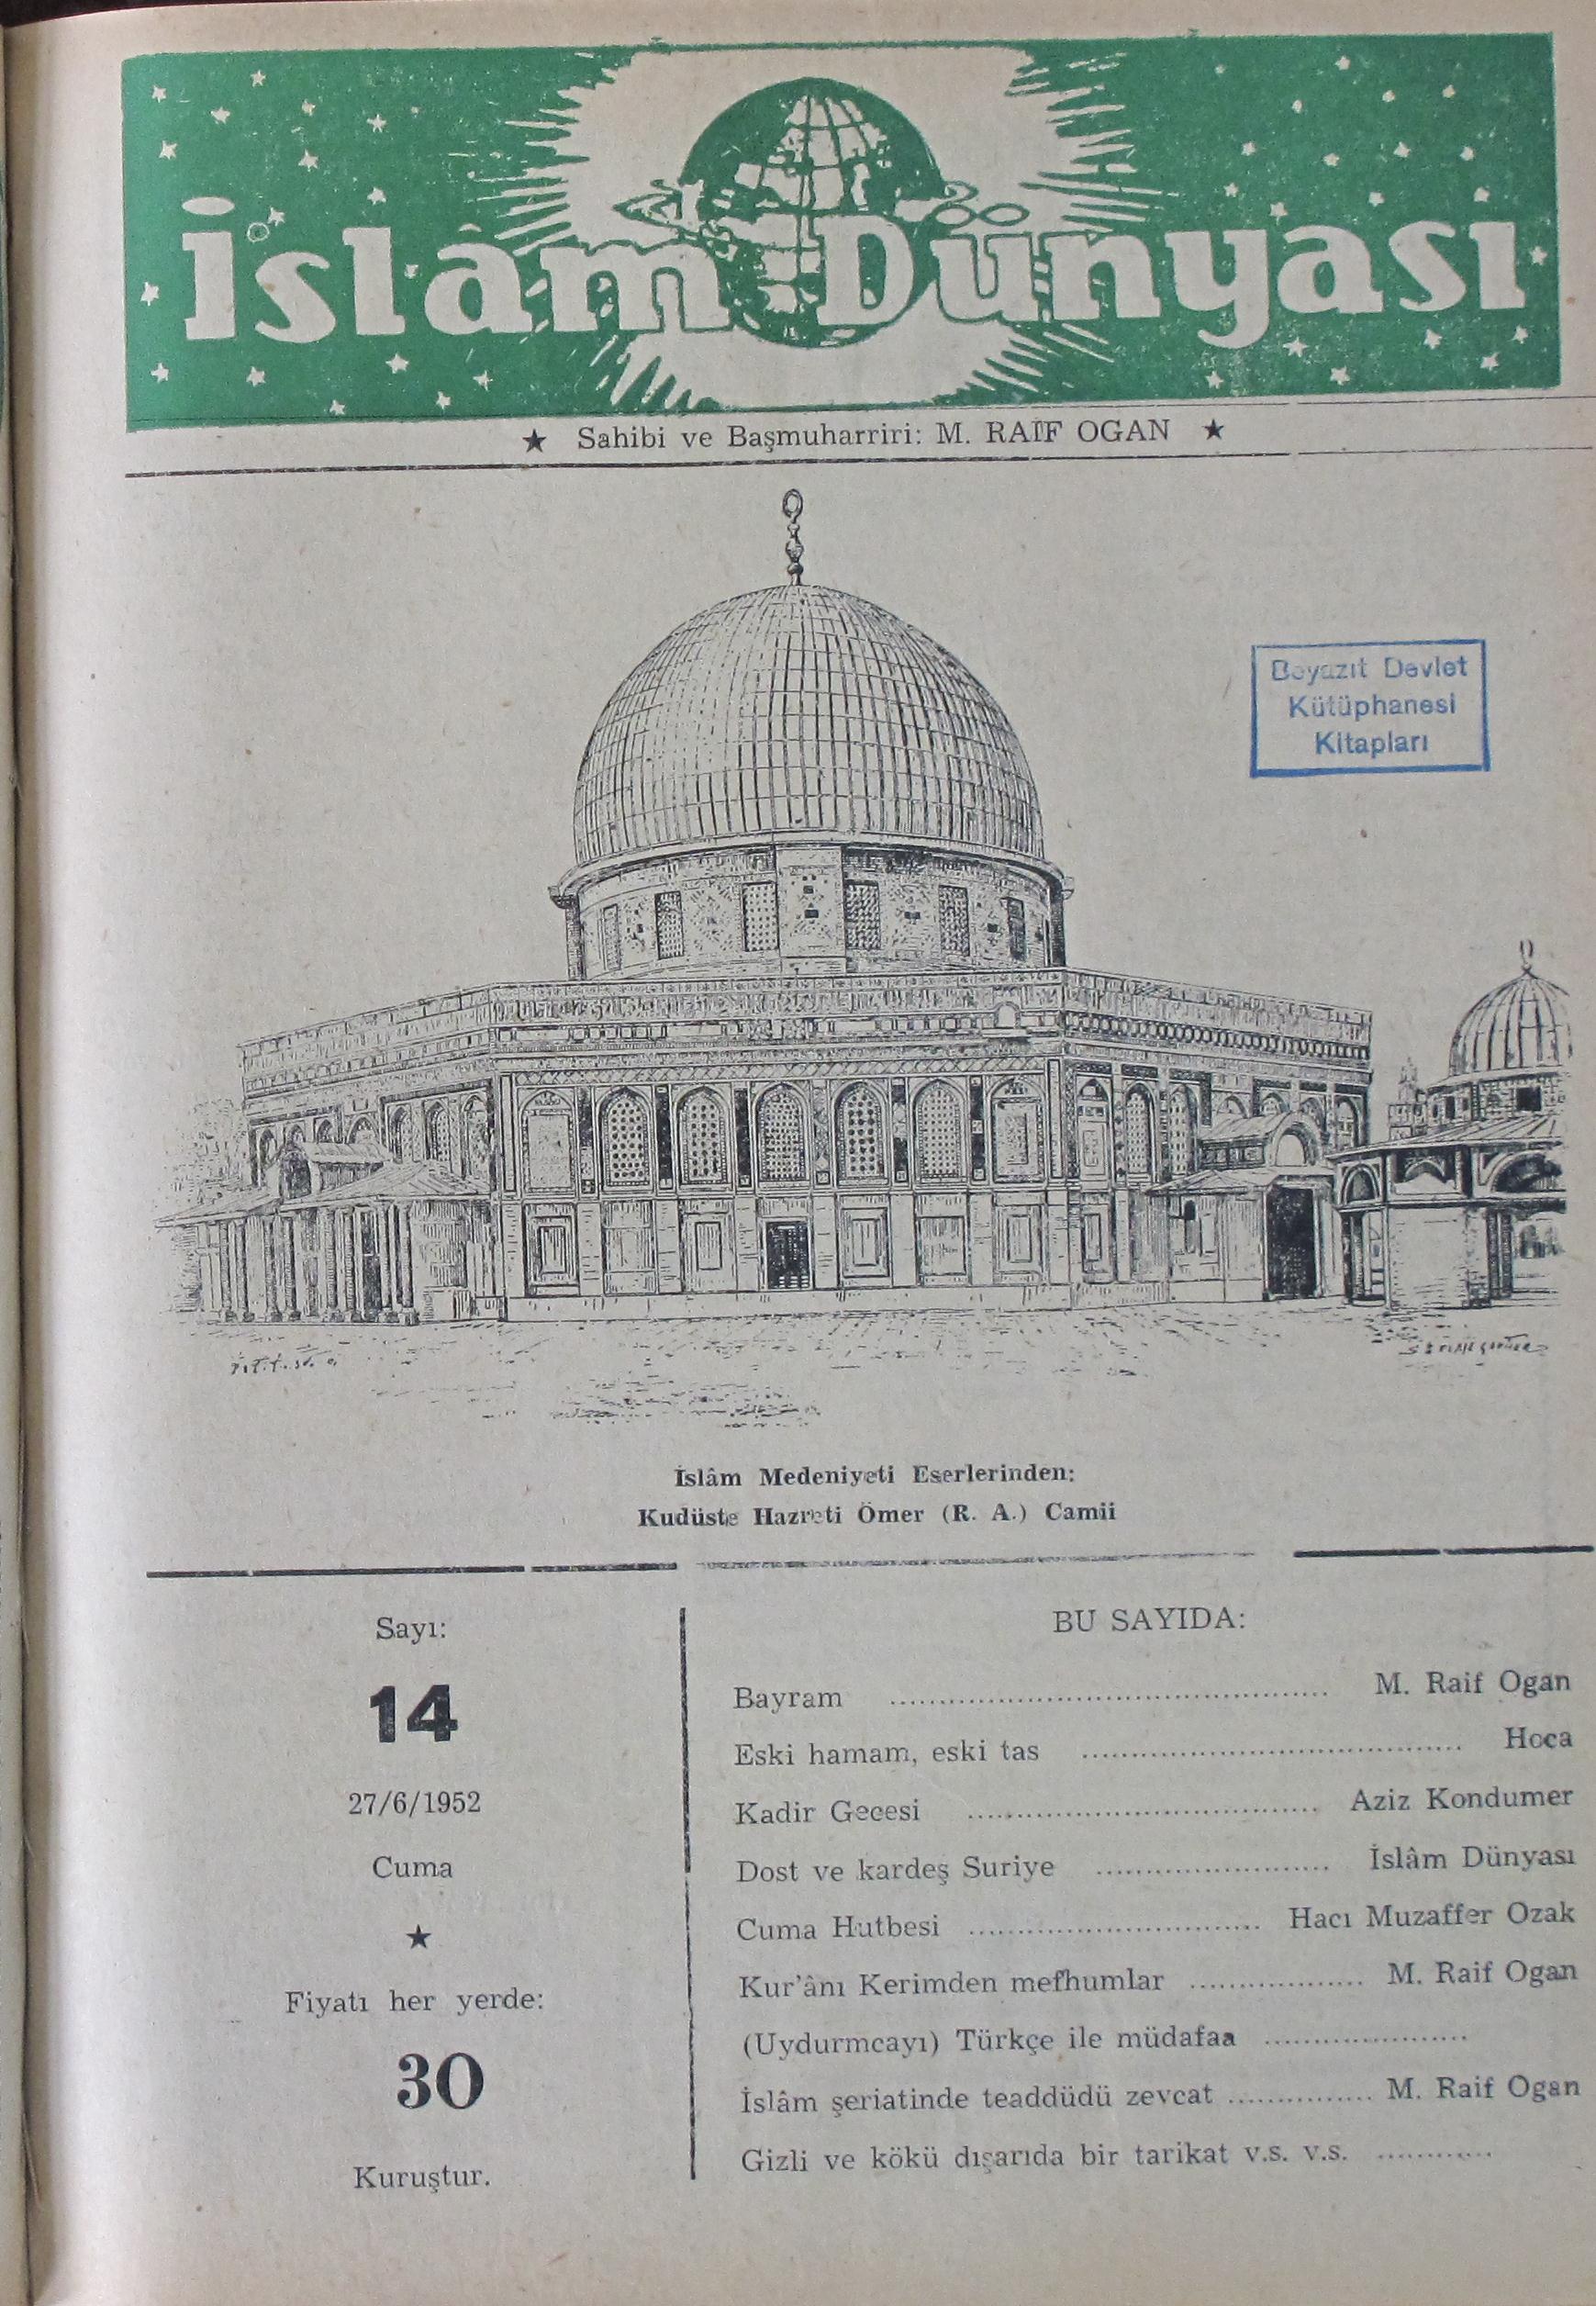 İslâm Dünyası
★ Sahibi ve Başmuharriri: M. RAİF OGAN ★
Beyazıt Devlet
Kütüphanesi
Kitapları
İslâm Medeniyeti Eserlerinden:
Kudüste Hazreti Ömer (R. A.) Camii
Sayı:
14
27/6/1952
Cuma
★
Fiyatı her yerde:
30
Kuruştur.
BU SAYIDA:
Bayram ............................................ M. Raif Ogan
Eski hamam, eski tas ...................................... Hoca
Kadir Gecesi ................................... Aziz Kondumer
Dost ve kardeş Suriye ....................... İslâm Dünyası
Cuma Hutbesi ............................. Hacı Muzaffer Ozak
Kur'ânı Kerimden mefhumlar ................. M. Raif Ogan
(Uydurmcayı) Türkçe ile müdafaa ....................
İslâm şeriatinde teaddüdü zevcat .............. M. Raif Ogan
Gizli ve kökü dışarıda bir tarikat v.s. v.s. ...........